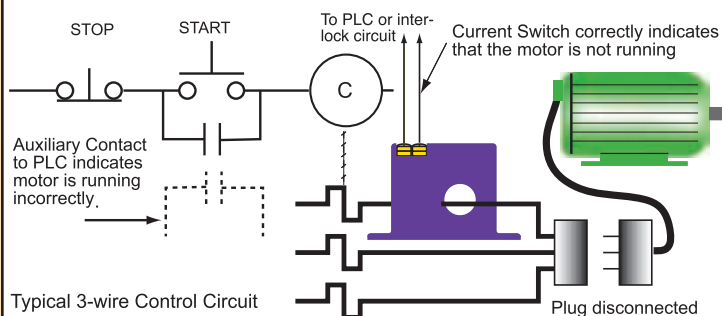 To PLC or inter-
lock circuit
STOP
START
Current Switch correctly indicates
that the motor is not running
C
Auxiliary Contact
to PLC indicates
motor is running
incorrectly.
Typical 3-wire Control Circuit
Plug disconnected